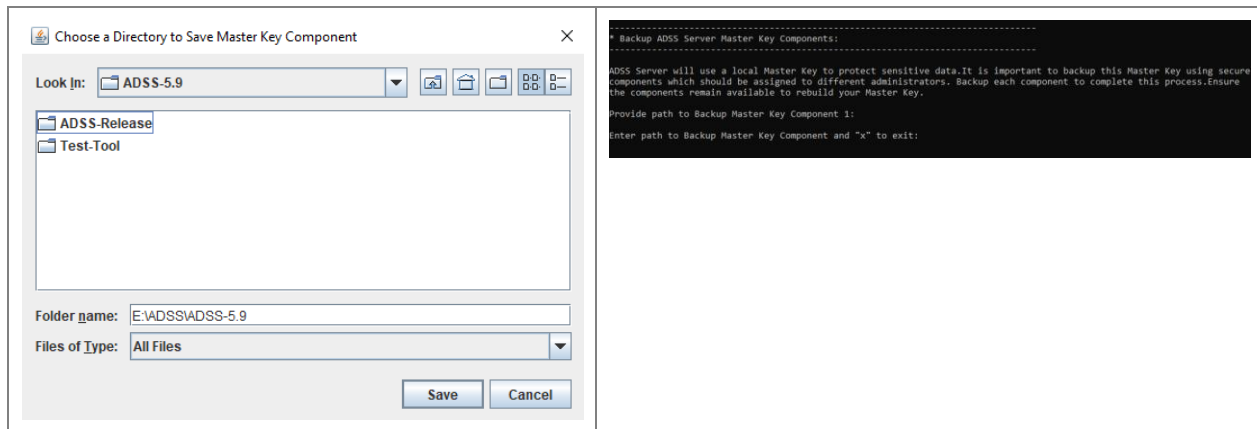 Choose a Directory to Save Master Key Component
Look In: ADSS-5.9
ADSS-Release
Test-Tool
Folder name: E:\ADSS\ADSS-5.9
Files of Type: All Files
Save Cancel
--------------------------------------------------------------------------------
* Backup ADSS Server Master Key Components:
--------------------------------------------------------------------------------
ADSS Server will use a local Master Key to protect sensitive data.It is important to backup this Master Key using secure
components which should be assigned to different administrators. Backup each component to complete this process.Ensure
the components remain available to rebuild your Master Key.
Provide path to Backup Master Key Component 1:
Enter path to Backup Master Key Component and "x" to exit: